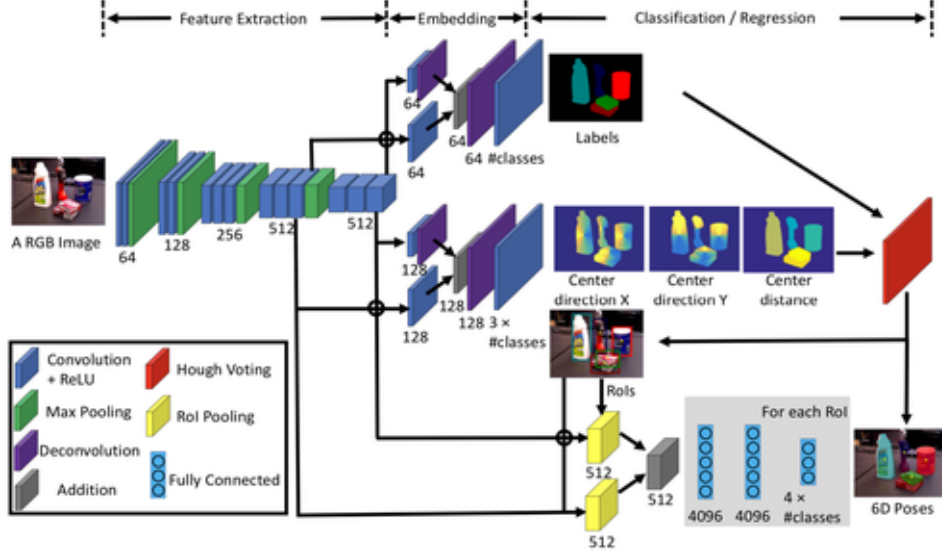 Feature Extraction
Embedding
Classification / Regression
64
64
64
64
#classes
Labels
A RGB Image
64
128
256
512
512
128
128
128
128
3 ×
#classes
Center
direction X
Center
direction Y
Center
distance
RoIs
Convolution
+ ReLU
Hough Voting
Max Pooling
RoI Pooling
Deconvolution
Fully Connected
Addition
512
512
512
For each RoI
4096
4096
4 ×
#classes
6D Poses